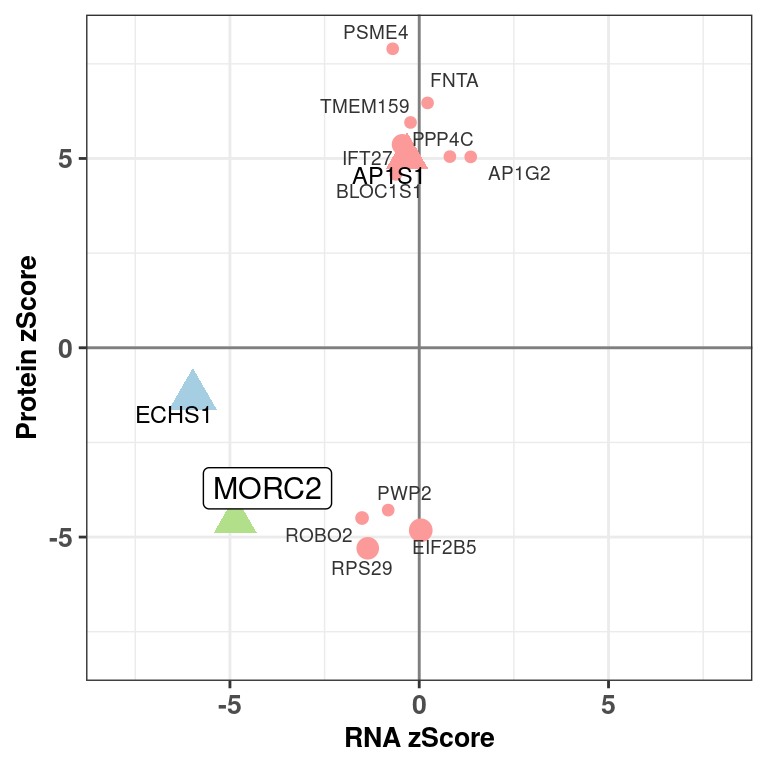 PSME4
FNTA
TMEM159
PPP4C
IFT27
AP1G2
AP1S1
BLOC1S1
ECHS1
MORC2
PWP2
ROBO2
EIF2B5
RPS29
5
0
-5
-5
0
5
RNA zScore
Protein zScore